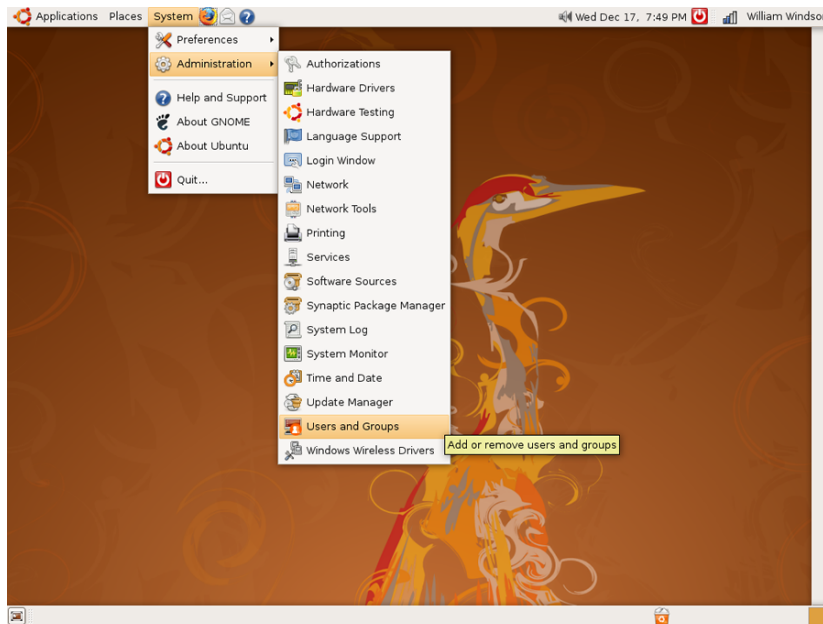 Applications Places System Wed Dec 17, 7:49 PM William Windso
Preferences
Administration
Help and Support
About GNOME
About Ubuntu
Quit...
Authorizations
Hardware Drivers
Hardware Testing
Language Support
Login Window
Network
Network Tools
Printing
Services
Software Sources
Synaptic Package Manager
System Log
System Monitor
Time and Date
Update Manager
Users and Groups
Add or remove users and groups
Windows Wireless Drivers